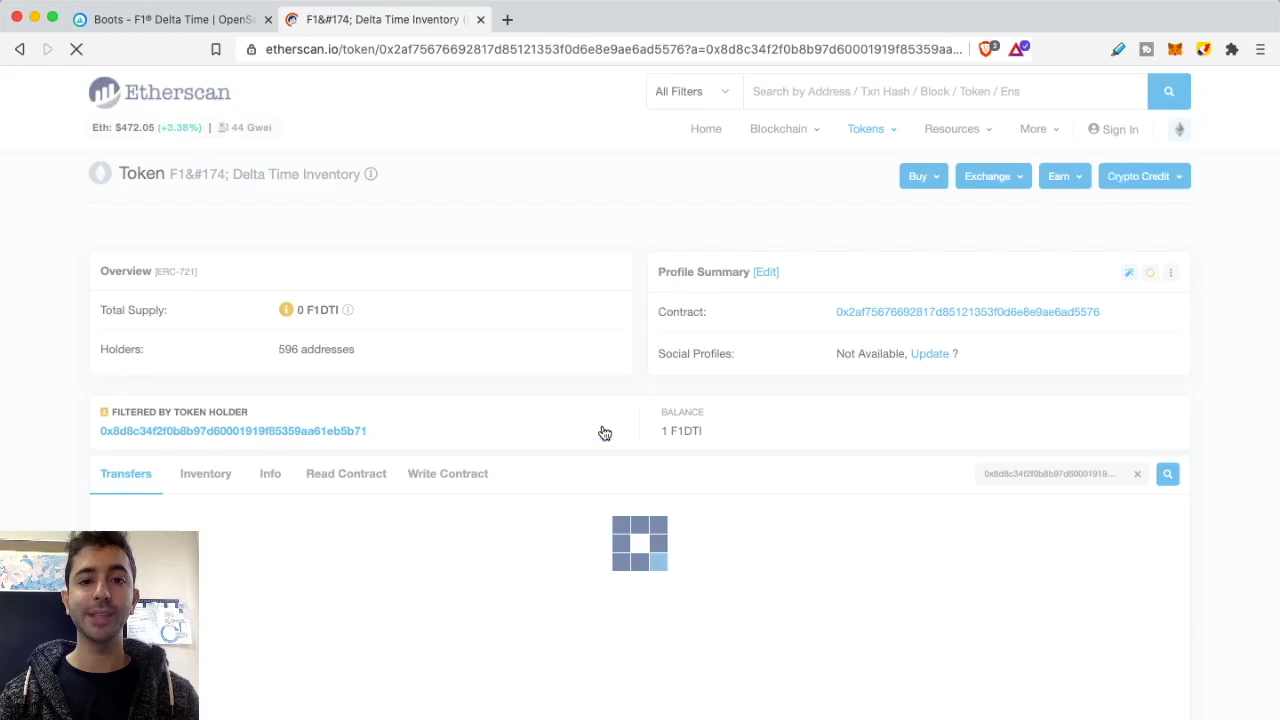 Boots - F1® Delta Time | OpenSe
F1&#174; Delta Time Inventory (
etherscan.io/token/0x2af75676692817d85121353f0d6e8e9ae6ad5576?a=0x8d8c34f2f0b8b97d60001919f85359aa...
Etherscan
All Filters
Search by Address / Txn Hash / Block / Token / Ens
Eth: $472.05 (+3.38%) | 44 Gwei
Home Blockchain Tokens Resources More Sign In
Token F1&#174; Delta Time Inventory
Buy Exchange Earn Crypto Credit
Overview [ERC-721]
Total Supply: 0 F1DTI
Holders: 596 addresses
Profile Summary [Edit]
Contract: 0x2af75676692817d85121353f0d6e8e9ae6ad5576
Social Profiles: Not Available, Update ?
FILTERED BY TOKEN HOLDER
0x8d8c34f2f0b8b97d60001919f85359aa61eb5b71
BALANCE
1 F1DTI
Transfers Inventory Info Read Contract Write Contract
0x8d8c34f2f0b8b97d60001919...